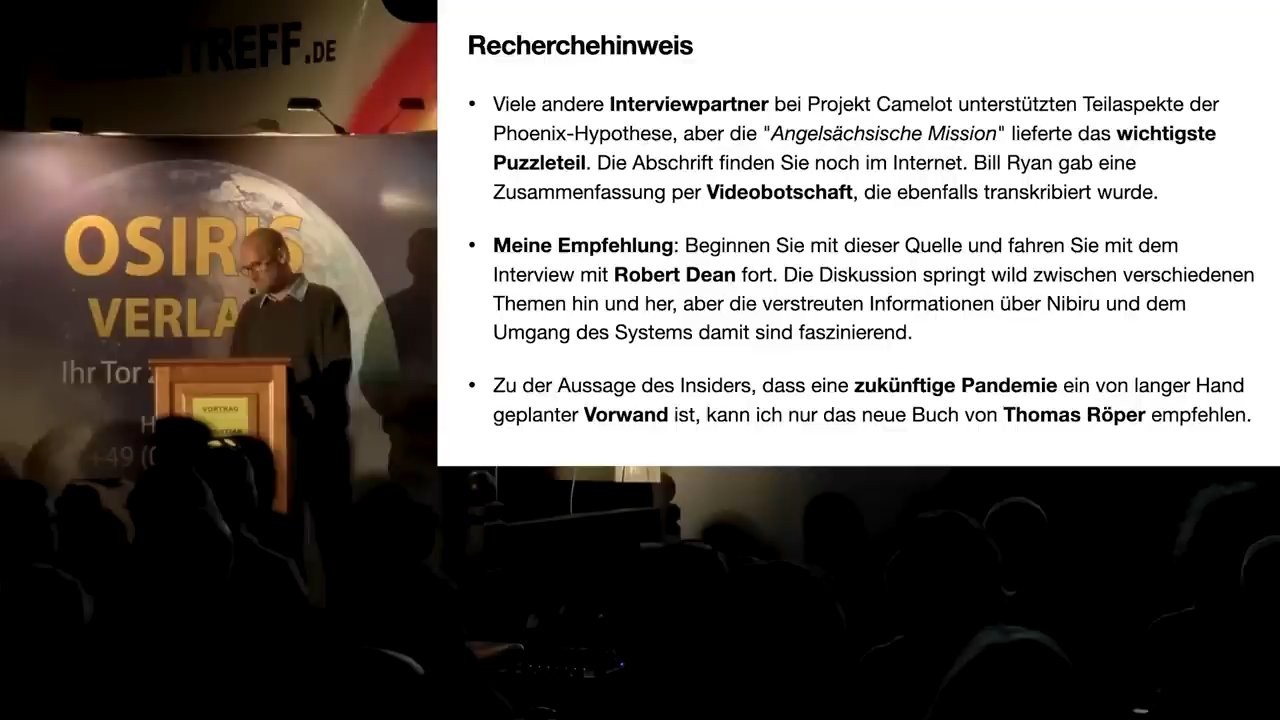 TREFF.DE
OSIRIS
VERLA
Ihr Tor
VORTRAG
+49 (0
Recherchehinweis
• Viele andere Interviewpartner bei Projekt Camelot unterstützten Teilaspekte der
Phoenix-Hypothese, aber die "Angelsächsische Mission" lieferte das wichtigste
Puzzleteil. Die Abschrift finden Sie noch im Internet. Bill Ryan gab eine
Zusammenfassung per Videobotschaft, die ebenfalls transkribiert wurde.
• Meine Empfehlung: Beginnen Sie mit dieser Quelle und fahren Sie mit dem
Interview mit Robert Dean fort. Die Diskussion springt wild zwischen verschiedenen
Themen hin und her, aber die verstreuten Informationen über Nibiru und dem
Umgang des Systems damit sind faszinierend.
• Zu der Aussage des Insiders, dass eine zukünftige Pandemie ein von langer Hand
geplanter Vorwand ist, kann ich nur das neue Buch von Thomas Röper empfehlen.